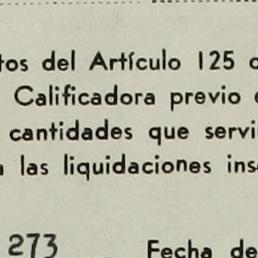 tos del Artículo 125
Calificadora previo
cantidades que servi
las liquidaciones ins
273 Fecha de